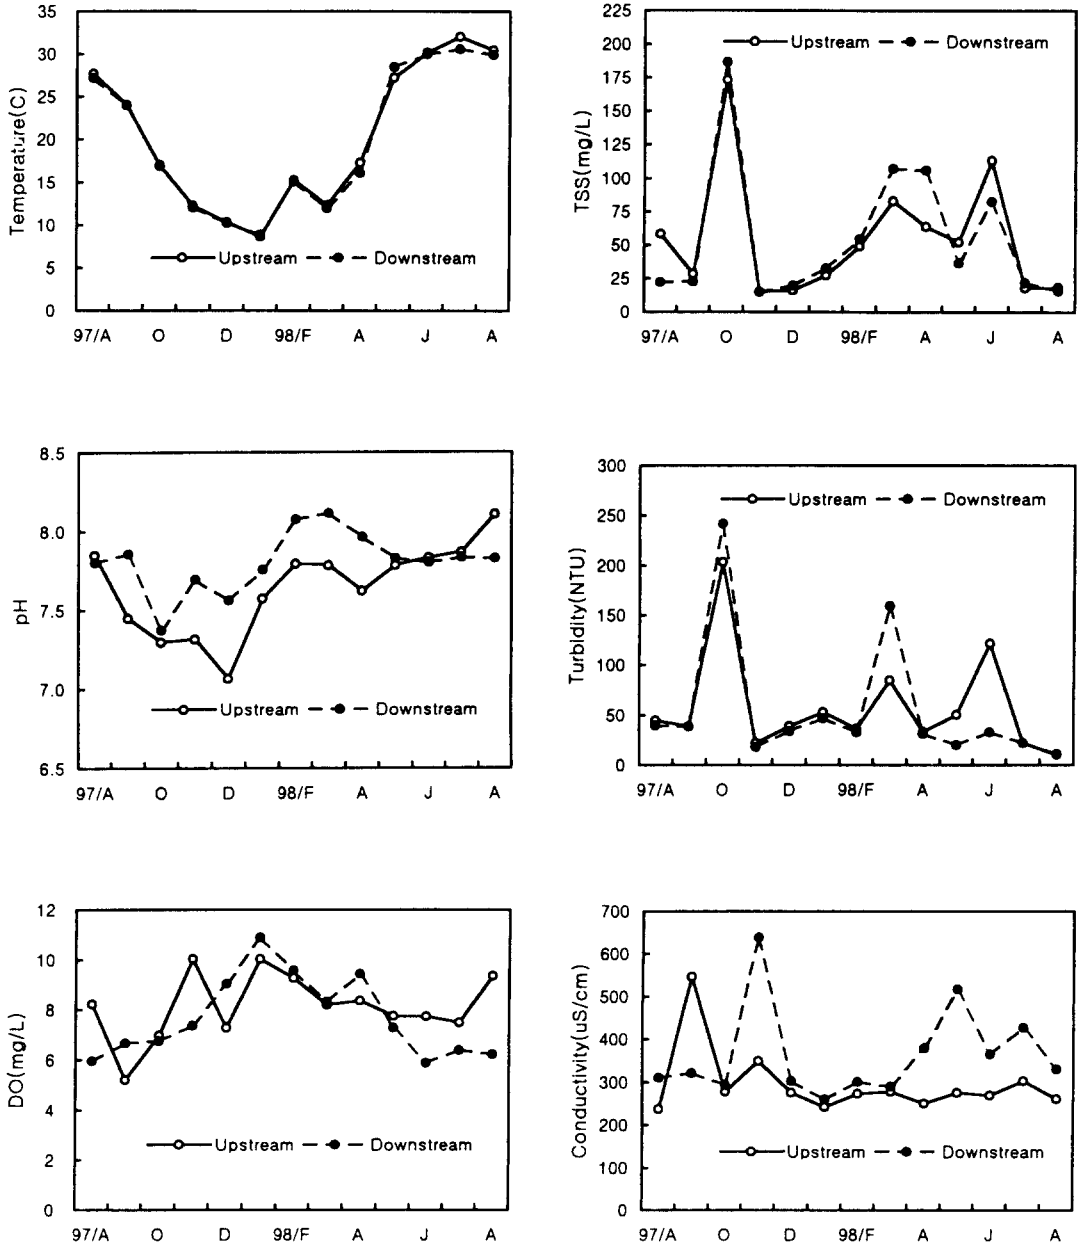 35
30
25
20
15
10
5
0
Temperature(C)
Upstream Downstream
97/A O D 98/F A J A
225
200
175
150
125
100
75
50
25
0
TSS(mg/L)
Upstream Downstream
97/A O D 98/F A J A
8.5
8.0
7.5
7.0
6.5
pH
Upstream Downstream
97/A O D 98/F A J A
300
250
200
150
100
50
0
Turbidity(NTU)
Upstream Downstream
97/A O D 98/F A J A
12
10
8
6
4
2
0
DO(mg/L)
Upstream Downstream
97/A O D 98/F A J A
700
600
500
400
300
200
100
0
Conductivity(uS/cm)
Upstream Downstream
97/A O D 98/F A J A